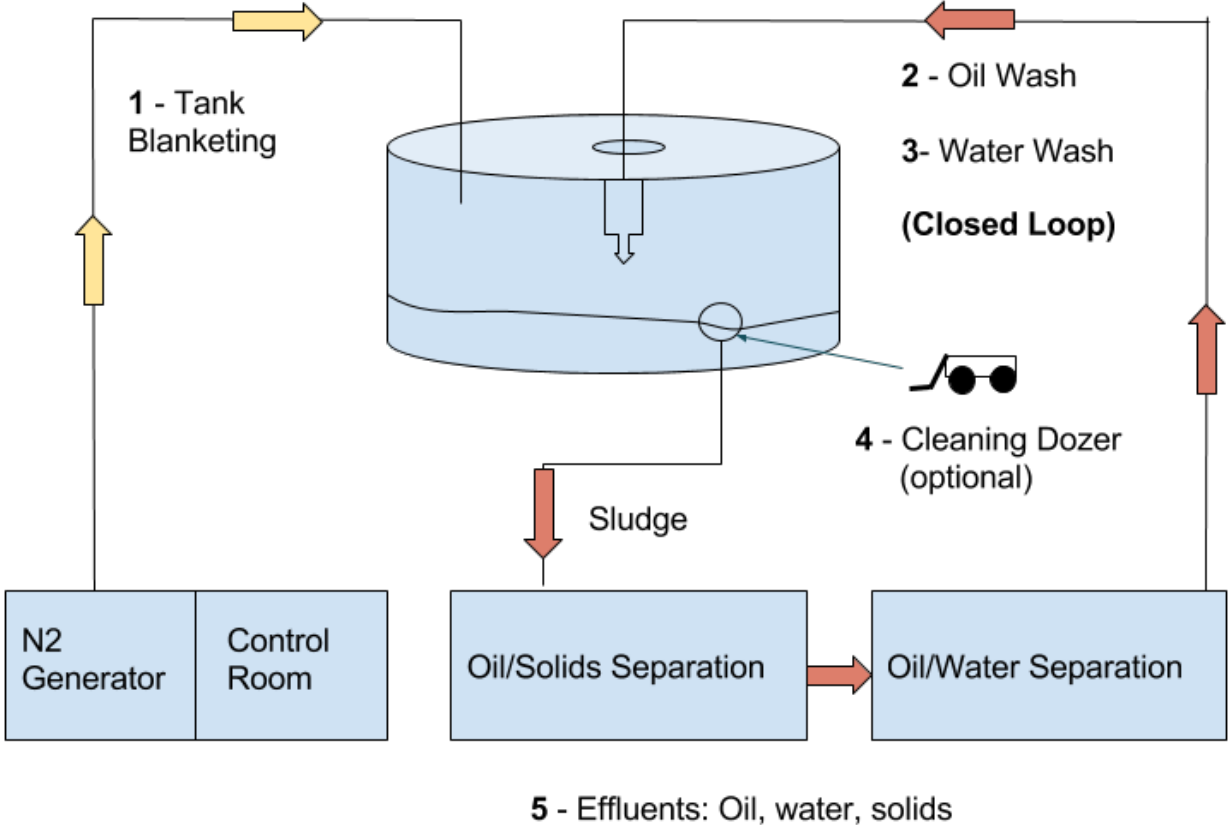 1 - Tank
Blanketing
2 - Oil Wash
3- Water Wash
(Closed Loop)
4 - Cleaning Dozer
(optional)
Sludge
N2
Generator
Control
Room
Oil/Solids Separation
Oil/Water Separation
5 - Effluents: Oil, water, solids